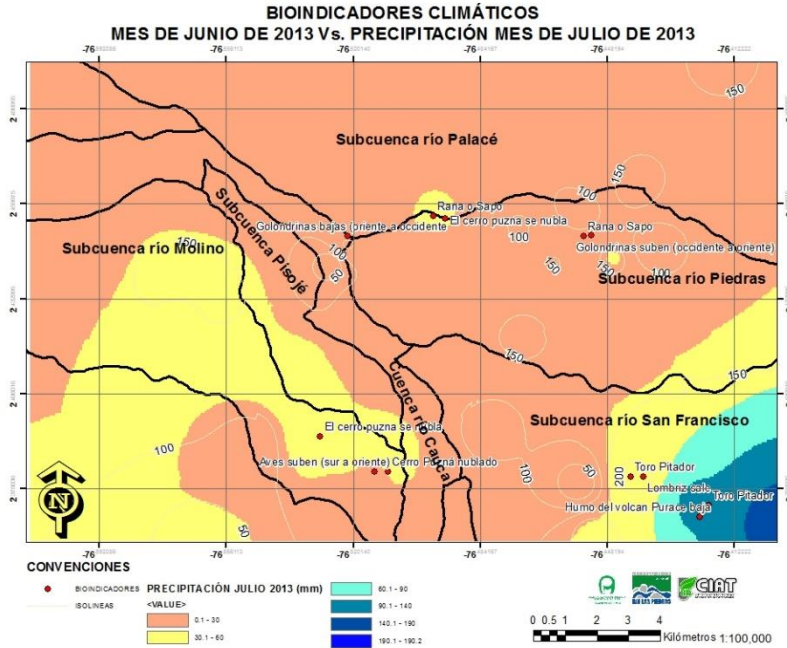 BIOINDICADORES CLIMÁTICOS
MES DE JUNIO DE 2013 Vs. PRECIPITACIÓN MES DE JULIO DE 2013
150
Subcuenca río Palacé
100
150
Rana o Sapo
El cerro puzna se nubla
Rana o Sapo
Golondrinas bajas (oriente a occidente
Golondrinas suben (occidente a oriente)
Subcuenca Pisojé
Subcuenca río Molino
150
100
50
100
150
150
100
Subcuenca río Piedras
150
150
Cuenca río Cauca
Subcuenca río San Francisco
El cerro puzna se nubla
100
Aves suben (sur a oriente)
Cerro Puzna nublado
100
50
200
Toro Pitador
Lombriz sale
Toro Pitador
Humo del volcan Purace baja
50
N
CONVENCIONES
BIOINDICADORES
ISOLINEAS
PRECIPITACIÓN JULIO 2013 (mm)
<VALUE>
0.1 - 30
30.1 - 60
60.1 - 90
90.1 - 140
140.1 - 190
190.1 - 190.2
CIAT
0 0.5 1 2 3 4
Kilómetros 1:100,000